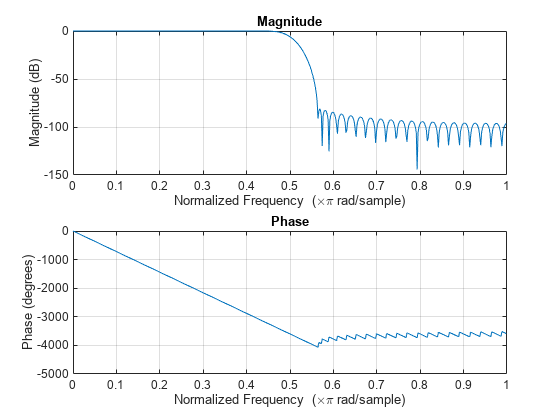 Magnitude
0
-50
-100
-150
Magnitude (dB)
0 0.1 0.2 0.3 0.4 0.5 0.6 0.7 0.8 0.9 1
Normalized Frequency (×π rad/sample)
Phase
0
-1000
-2000
-3000
-4000
-5000
Phase (degrees)
0 0.1 0.2 0.3 0.4 0.5 0.6 0.7 0.8 0.9 1
Normalized Frequency (×π rad/sample)